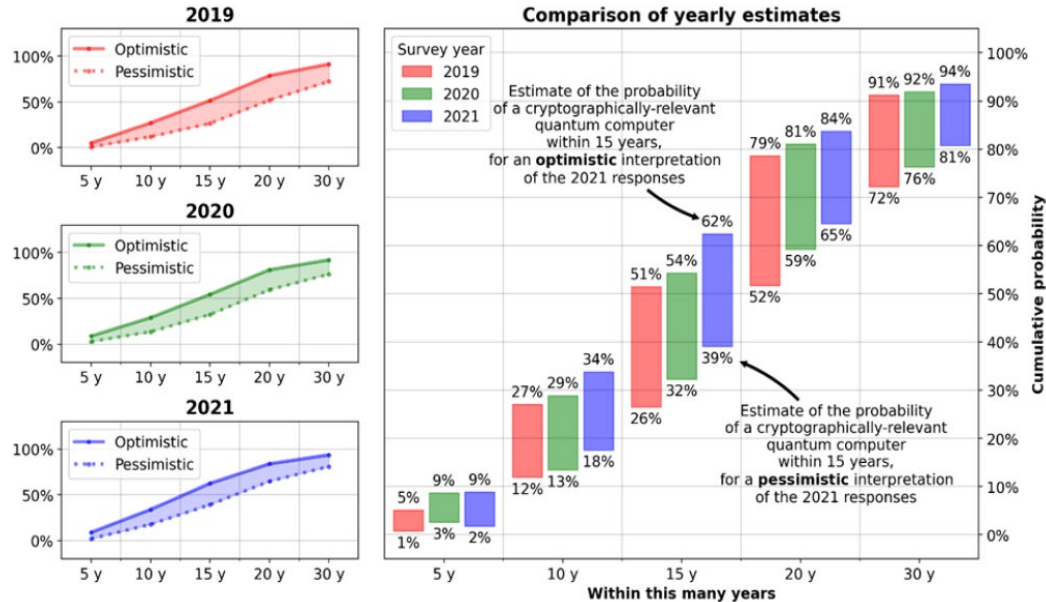 2019
100%
50%
0%
Optimistic
Pessimistic
5 y 10 y 15 y 20 y 30 y
2020
100%
50%
0%
Optimistic
Pessimistic
5 y 10 y 15 y 20 y 30 y
2021
100%
50%
0%
Optimistic
Pessimistic
5 y 10 y 15 y 20 y 30 y
Comparison of yearly estimates
Survey year
2019
2020
2021
Estimate of the probability
of a cryptographically-relevant
quantum computer
within 15 years,
for an optimistic interpretation
of the 2021 responses
5% 9% 9%
1% 3% 2%
27% 29% 34%
12% 13% 18%
51% 54% 62%
26% 32% 39%
79% 81% 84%
52% 59% 65%
91% 92% 94%
72% 76% 81%
Estimate of the probability
of a cryptographically-relevant
quantum computer
within 15 years,
for a pessimistic interpretation
of the 2021 responses
100%
90%
80%
70%
60%
50%
40%
30%
20%
10%
0%
Cumulative probability
5 y 10 y 15 y 20 y 30 y
Within this many years